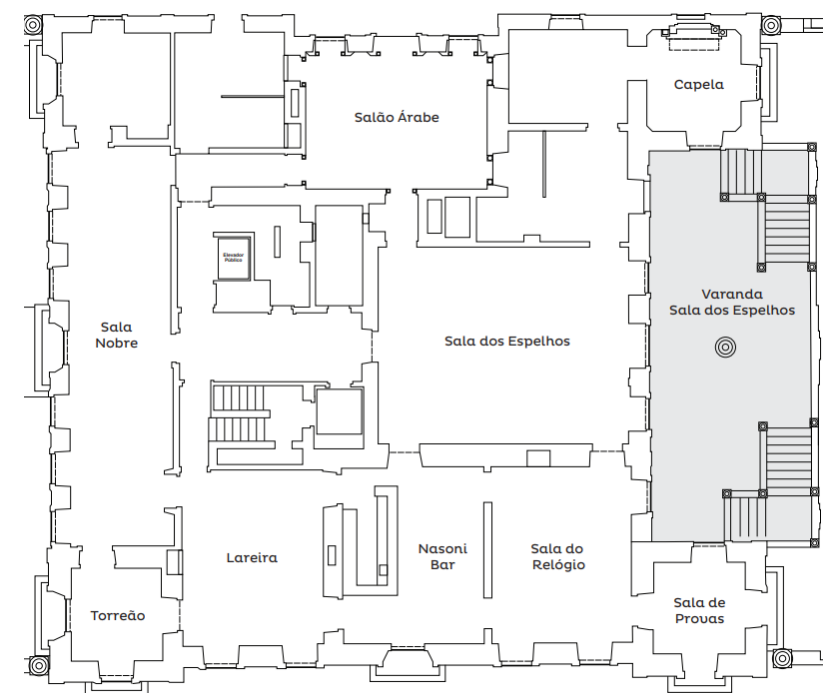 Capela
Salão Árabe
Elevador
Público
Varanda
Sala dos Espelhos
Sala
Nobre
Sala dos Espelhos
Lareira
Nasoni
Bar
Sala do
Relógio
Torreão
Sala de
Provas